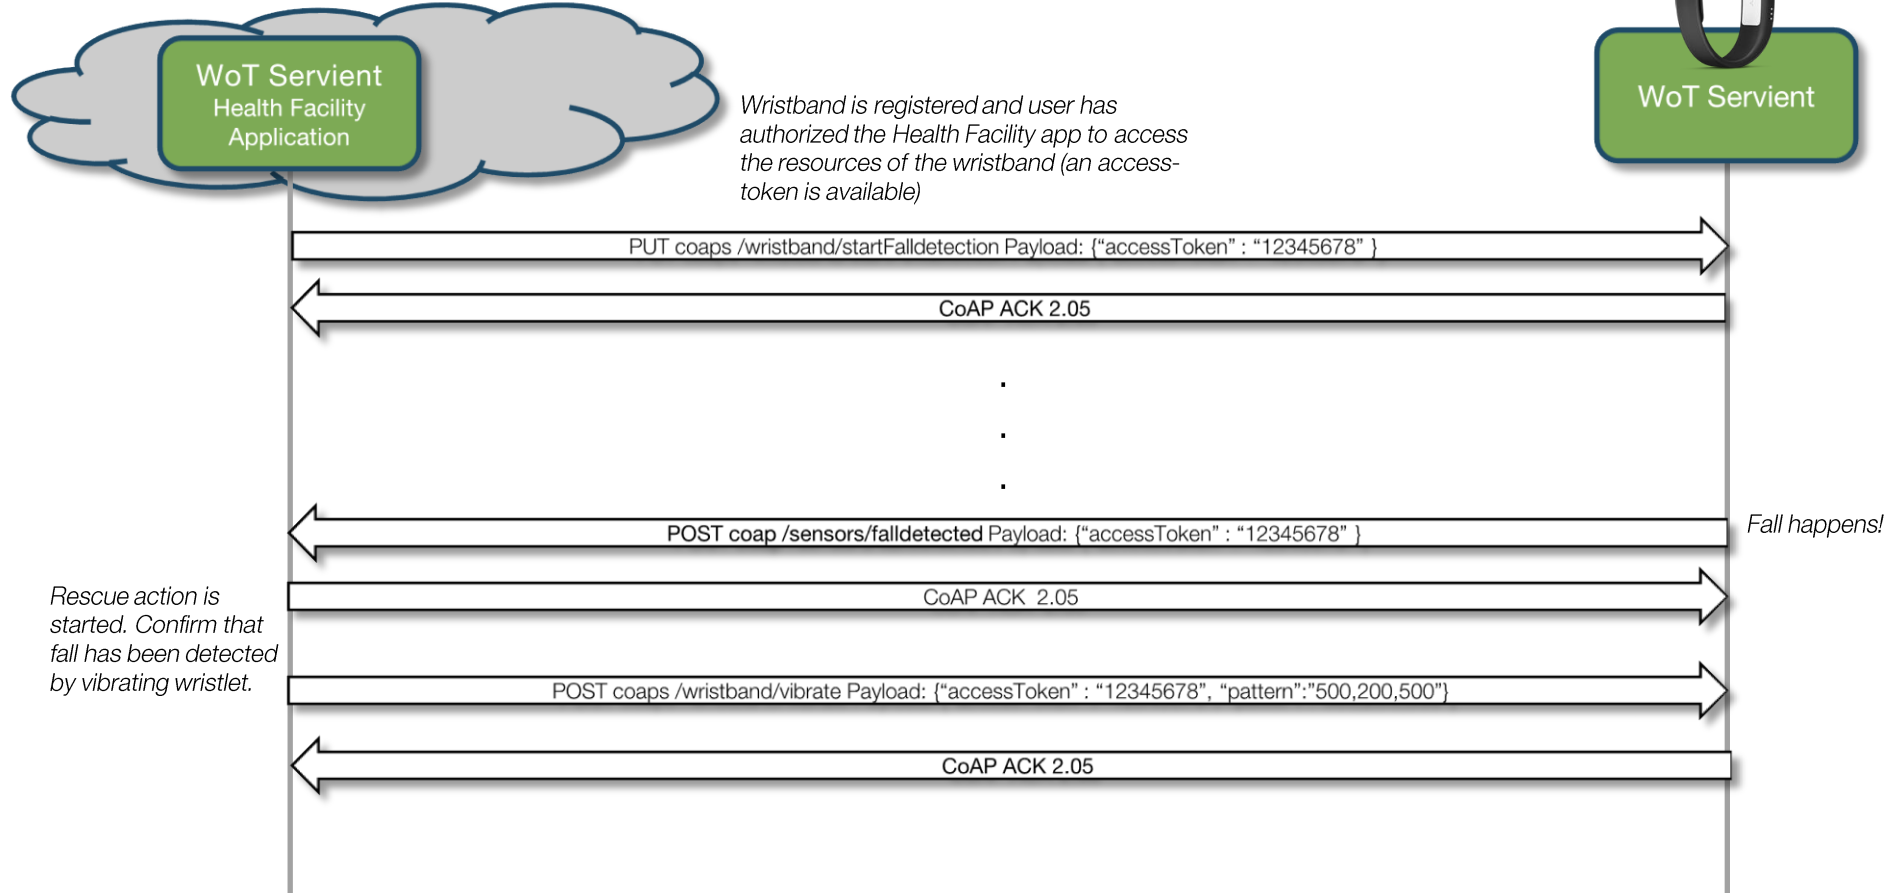 WoT Servient
Health Facility
Application
WoT Servient
Wristband is registered and user has
authorized the Health Facility app to access
the resources of the wristband (an access-
token is available)
PUT coaps /wristband/startFalldetection Payload: {“accessToken” : “12345678” }
CoAP ACK 2.05
.
.
.
POST coap /sensors/falldetected Payload: {“accessToken” : “12345678” }
Fall happens!
CoAP ACK  2.05
Rescue action is
started. Confirm that
fall has been detected
by vibrating wristlet.
POST coaps /wristband/vibrate Payload: {“accessToken” : “12345678”, “pattern”:”500,200,500”}
CoAP ACK 2.05